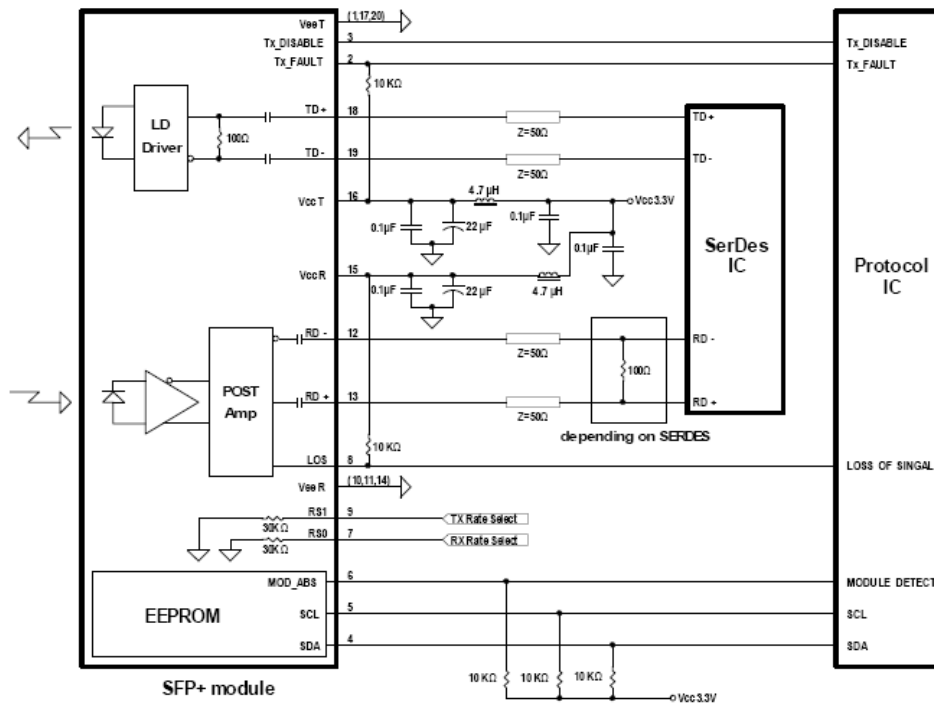 VeeT (1,17,20)
Tx_DISABLE 3 Tx_DISABLE
Tx_FAULT 2 Tx_FAULT
10 KΩ
LD
Driver
100Ω
TD+ 18 Z=50Ω TD+
TD - 19 Z=50Ω TD -
VccT 16 4.7 µH Vcc3.3V
0.1µF 22 µF 0.1µF
0.1µF
SerDes
IC
Protocol
IC
VccR 15
0.1µF 22 µF 4.7 µH
RD - 12 Z=50Ω RD -
100Ω
POST
Amp
RD + 13 Z=50Ω RD +
depending on SERDES
10 KΩ
LOS 8 LOSS OF SINGAL
VeeR (10,11,14)
RS1 9 TX Rate Select
30KΩ
RS0 7 RX Rate Select
30KΩ
MOD_ABS 6 MODULE DETECT
EEPROM
SCL 5 SCL
SDA 4 SDA
10 KΩ 10 KΩ 10 KΩ
Vcc3.3V
SFP+ module